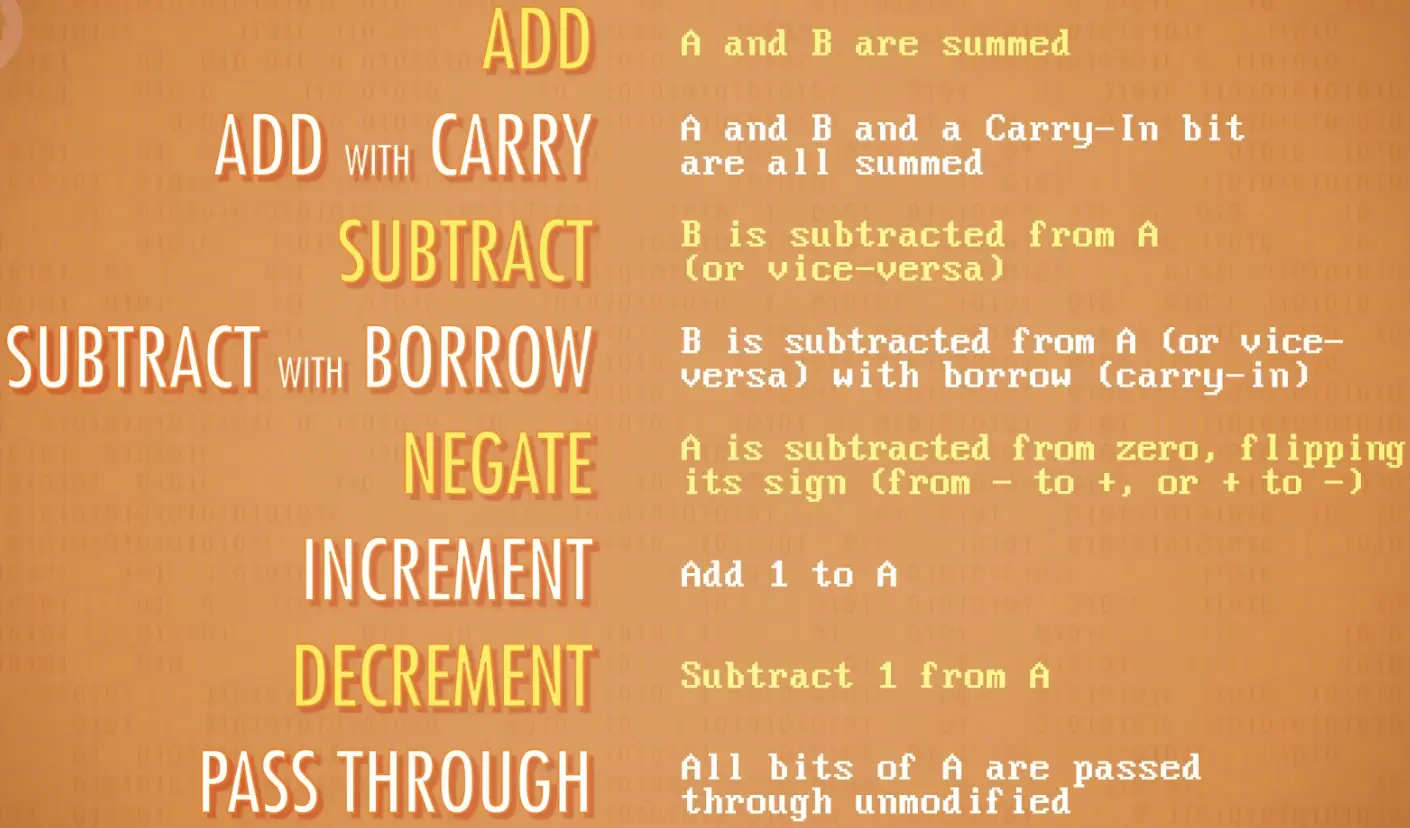 ADD
A and B are summed
ADD WITH CARRY
A and B and a Carry-In bit
are all summed
SUBTRACT
B is subtracted from A
(or vice-versa)
SUBTRACT WITH BORROW
B is subtracted from A (or vice-
versa) with borrow (carry-in)
NEGATE
A is subtracted from zero, flipping
its sign (from - to +, or + to -)
INCREMENT
Add 1 to A
DECREMENT
Subtract 1 from A
PASS THROUGH
All bits of A are passed
through unmodified